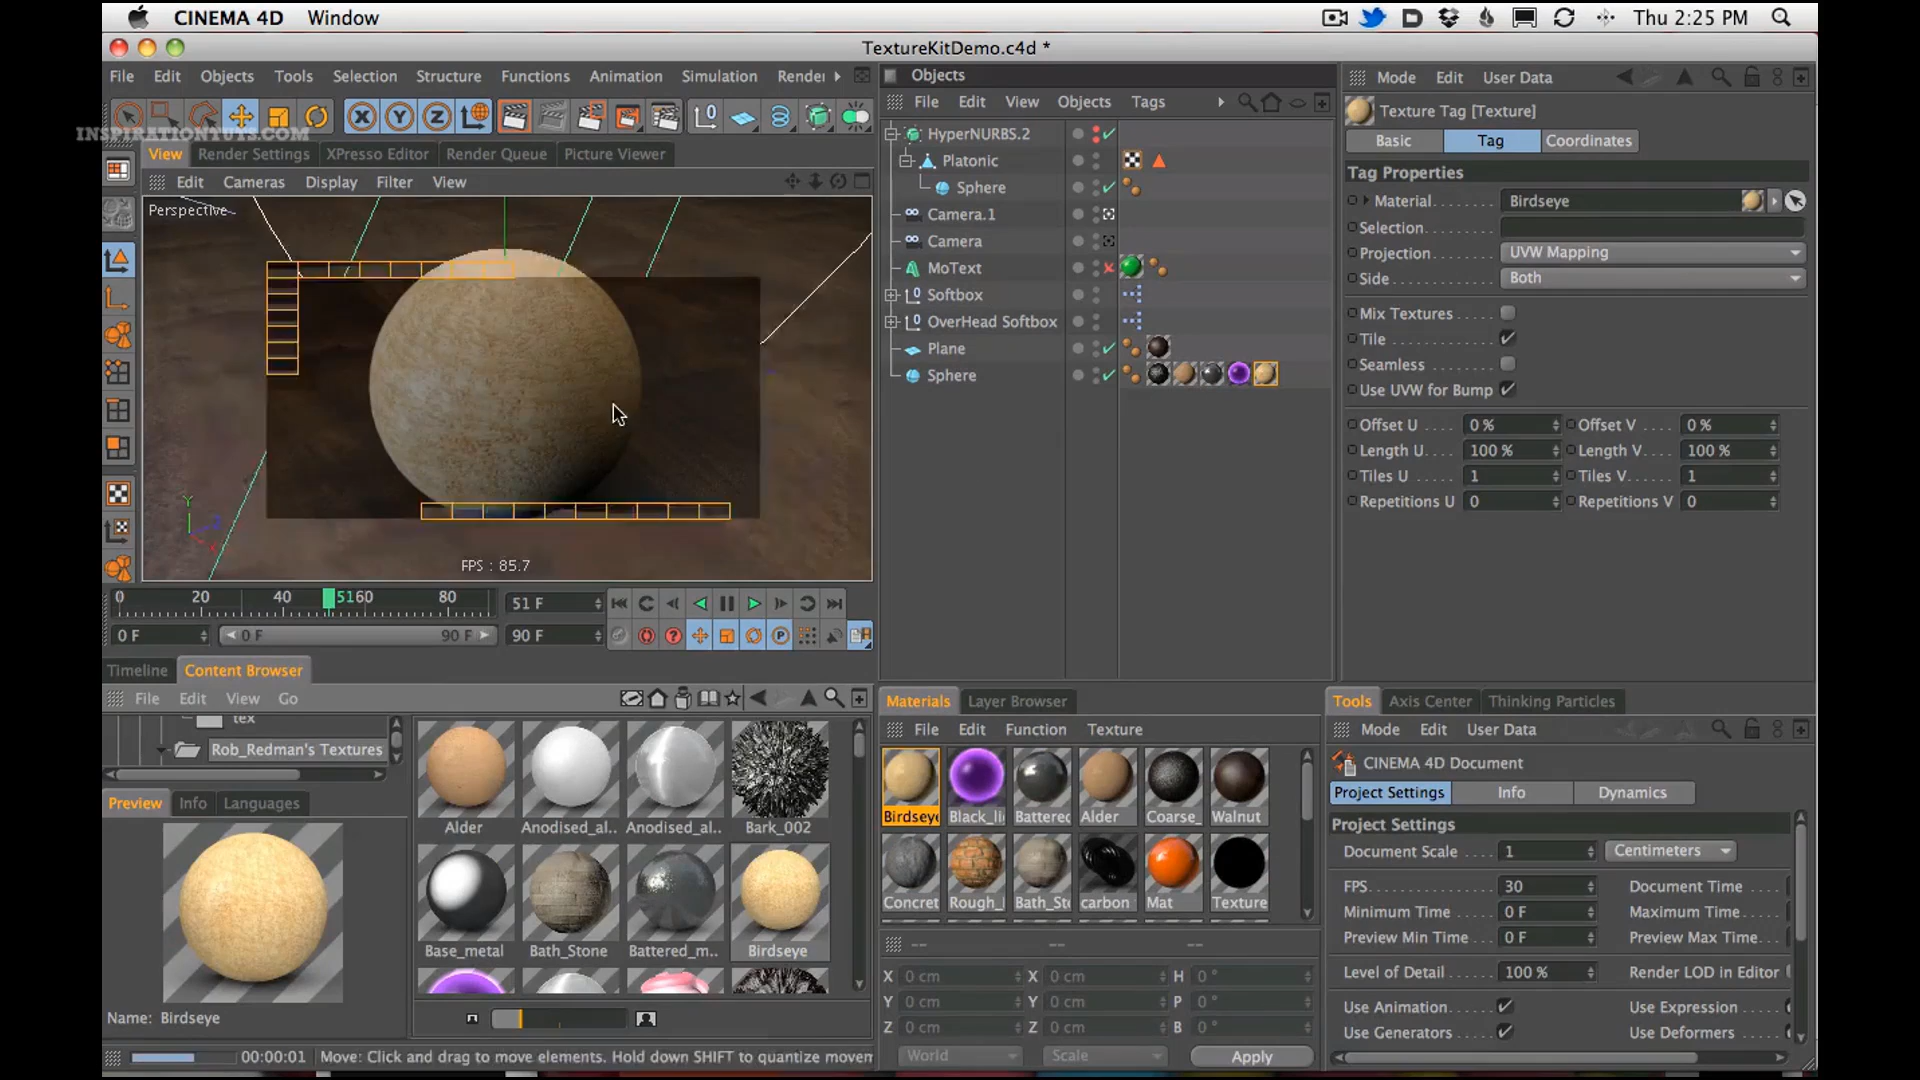 CINEMA 4D Window
Thu 2:25 PM
TextureKitDemo.c4d *
File Edit Objects Tools Selection Structure Functions Animation Simulation Render
INSPIRATIONTUTS.COM
View Render Settings XPresso Editor Render Queue Picture Viewer
Edit Cameras Display Filter View
Perspective
X Y Z
Y
FPS : 85.7
0 20 40 5160 80
51 F
0 F
0 F 90 F
90 F
Objects
File Edit View Objects Tags
HyperNURBS.2
Platonic
Sphere
Camera.1
Camera
MoText
Softbox
OverHead Softbox
Plane
Sphere
Mode Edit User Data
Texture Tag [Texture]
Basic Tag Coordinates
Tag Properties
Material Birdseye
Selection
Projection UVW Mapping
Side Both
Mix Textures
Tile
Seamless
Use UVW for Bump
Offset U 0 % Offset V 0 %
Length U 100 % Length V 100 %
Tiles U 1 Tiles V 1
Repetitions U 0 Repetitions V 0
Timeline Content Browser
File Edit View Go
tex
Rob_Redman's Textures
Preview Info Languages
Name: Birdseye
Alder Anodised_al.. Anodised_al.. Bark_002
Base_metal Bath_Stone Battered_m.. Birdseye
00:00:01 Move: Click and drag to move elements. Hold down SHIFT to quantize movem
Materials Layer Browser
File Edit Function Texture
Birdseye Black_li Battered Alder Coarse_ Walnut
Concret Rough_ Bath_Sto carbon Mat Texture
-- -- --
X 0 cm X 0 cm H 0 °
Y 0 cm Y 0 cm P 0 °
Z 0 cm Z 0 cm B 0 °
World Scale Apply
Tools Axis Center Thinking Particles
Mode Edit User Data
CINEMA 4D Document
Project Settings Info Dynamics
Project Settings
Document Scale 1 Centimeters
FPS 30 Document Time
Minimum Time 0 F Maximum Time
Preview Min Time 0 F Preview Max Time
Level of Detail 100 % Render LOD in Editor
Use Animation Use Expression
Use Generators Use Deformers